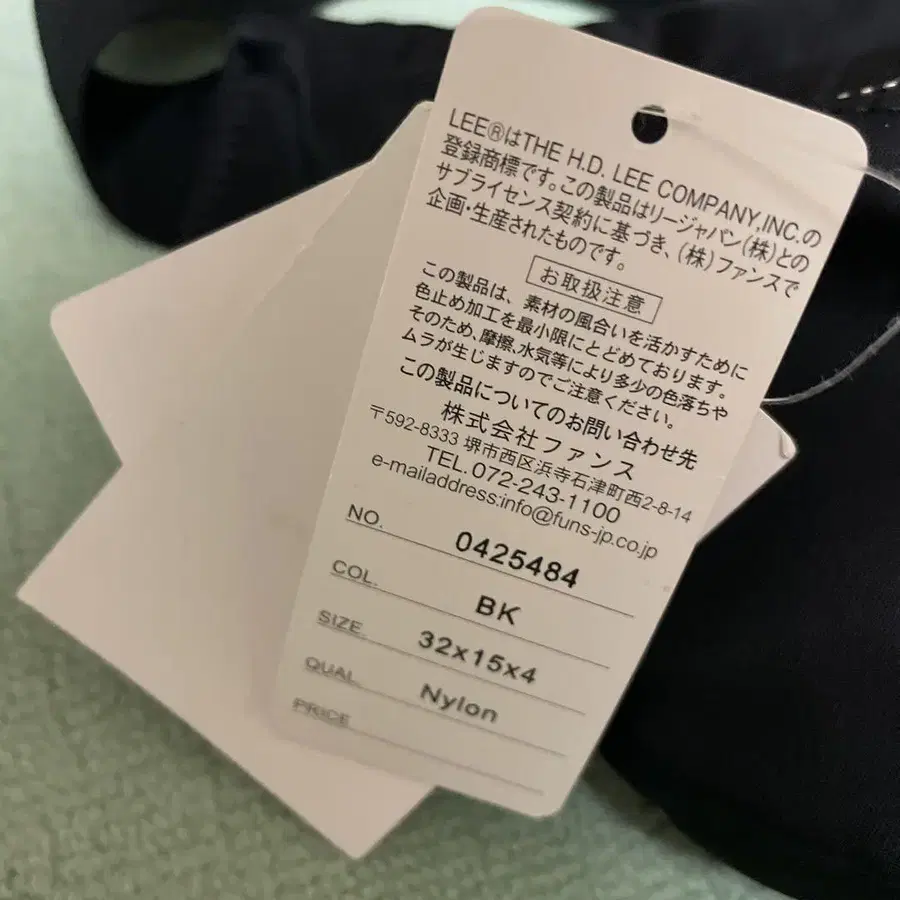 LEE®はTHE H.D. LEE COMPANY,INC.の
登録商標です。この製品はリージャパン(株)との
サブライセンス契約に基づき、(株)ファンスで
企画・生産されたものです。
お取扱注意
この製品は、素材の風合いを活かすために
色止め加工を最小限にとどめております。
そのため、摩擦、水気等により多少の色落ちや
ムラが生じますのでご注意ください。
この製品についてのお問い合わせ先
株式会社ファンス
〒592-8333 堺市西区浜寺石津町西2-8-14
TEL. 072-243-1100
e-mailaddress:info@funs-jp.co.jp
NO. 0425484
COL. BK
SIZE. 32x15x4
QUAL. Nylon
PRICE